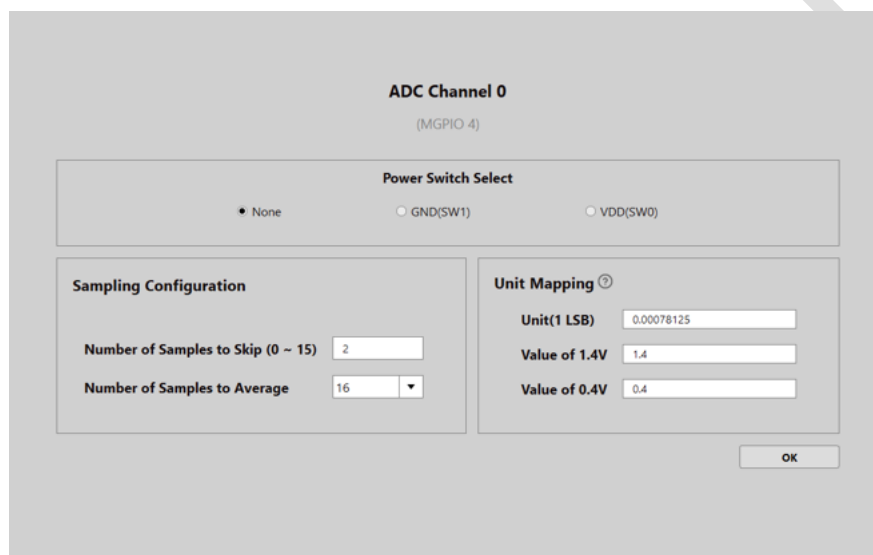 ADC Channel 0
(MGPIO 4)
Power Switch Select
None GND(SW1) VDD(SW0)
Sampling Configuration
Number of Samples to Skip (0 ~ 15) 2
Number of Samples to Average 16
Unit Mapping ?
Unit(1 LSB) 0.00078125
Value of 1.4V 1.4
Value of 0.4V 0.4
OK